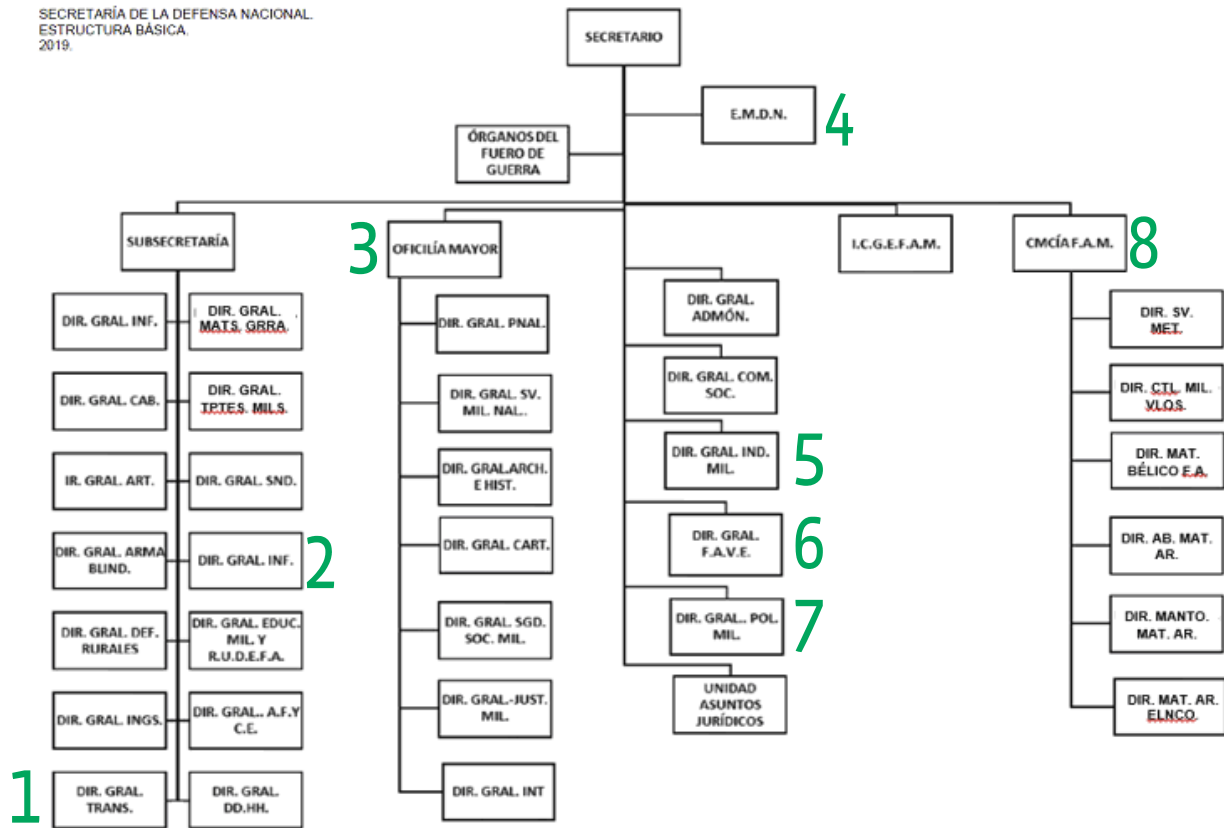 SECRETARÍA DE LA DEFENSA NACIONAL.
ESTRUCTURA BÁSICA.
2019.
SECRETARIO
E.M.D.N.
4
ÓRGANOS DEL
FUERO DE
GUERRA
SUBSECRETARÍA
3
OFICILÍA MAYOR
I.C.G.E.F.A.M.
CMCÍA F.A.M.
8
DIR. GRAL. INF.
DIR. GRAL.
MATS. GRRA.
DIR. GRAL. CAB.
DIR. GRAL.
TPTES. MILS.
IR. GRAL. ART.
DIR. GRAL. SND.
DIR. GRAL. ARMA
BLIND.
DIR. GRAL. INF.
2
DIR. GRAL. DEF.
RURALES
DIR. GRAL. EDUC.
MIL. Y
R.U.D.E.F.A.
DIR. GRAL. INGS.
DIR. GRAL.. A.F.Y
C.E.
1
DIR. GRAL.
TRANS.
DIR. GRAL.
DD.HH.
DIR. GRAL. PNAL.
DIR. GRAL. SV.
MIL. NAL..
DIR. GRAL.ARCH.
E HIST.
DIR. GRAL. CART.
DIR. GRAL. SGD.
SOC. MIL.
DIR. GRAL.-JUST.
MIL.
DIR. GRAL. INT
DIR. GRAL.
ADMÓN.
DIR. GRAL. COM.
SOC.
DIR. GRAL. IND.
MIL.
5
DIR. GRAL.
F.A.V.E.
6
DIR. GRAL.. POL.
MIL.
7
UNIDAD
ASUNTOS
JURÍDICOS
DIR. SV.
MET.
DIR. CTL. MIL.
VLOS.
DIR. MAT.
BÉLICO F.A.
DIR. AB. MAT.
AR.
DIR. MANTO.
MAT. AR.
DIR. MAT. AR.
ELNCO.